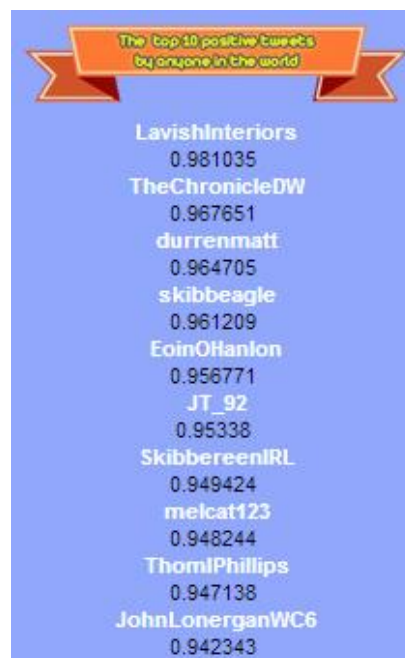 The top 10 positive tweets
by anyone in the world
LavishInteriors
0.981035
TheChronicleDW
0.967651
durrenmatt
0.964705
skibbeagle
0.961209
EoinOHanlon
0.956771
JT_92
0.95338
SkibbereenIRL
0.949424
melcat123
0.948244
ThomIPhillips
0.947138
JohnLonerganWC6
0.942343